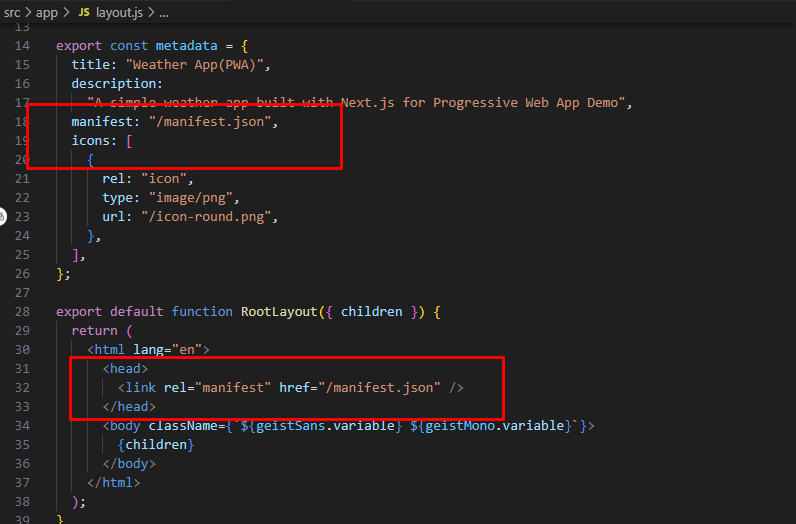 src > app > JS layout.js > ...
13
14 export const metadata = {
15   title: "Weather App(PWA)",
16   description:
17     "A simple weather app built with Next.js for Progressive Web App Demo",
18   manifest: "/manifest.json",
19   icons: [
20     {
21       rel: "icon",
22       type: "image/png",
23       url: "/icon-round.png",
24     },
25   ],
26 };
27
28 export default function RootLayout({ children }) {
29   return (
30     <html lang="en">
31       <head>
32         <link rel="manifest" href="/manifest.json" />
33       </head>
34       <body className={`${geistSans.variable} ${geistMono.variable}`}>
35         {children}
36       </body>
37     </html>
38   );
39 }